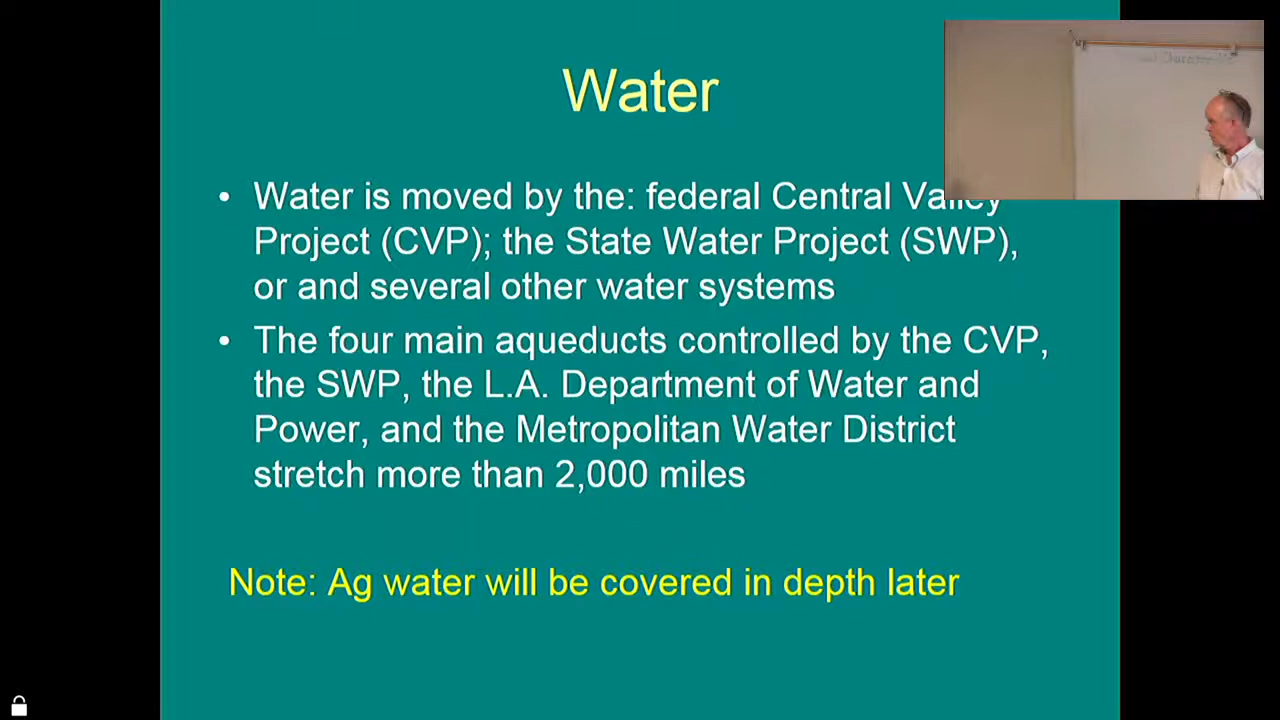 Water
• Water is moved by the: federal Central Valley
Project (CVP); the State Water Project (SWP),
or and several other water systems
• The four main aqueducts controlled by the CVP,
the SWP, the L.A. Department of Water and
Power, and the Metropolitan Water District
stretch more than 2,000 miles
Note: Ag water will be covered in depth later